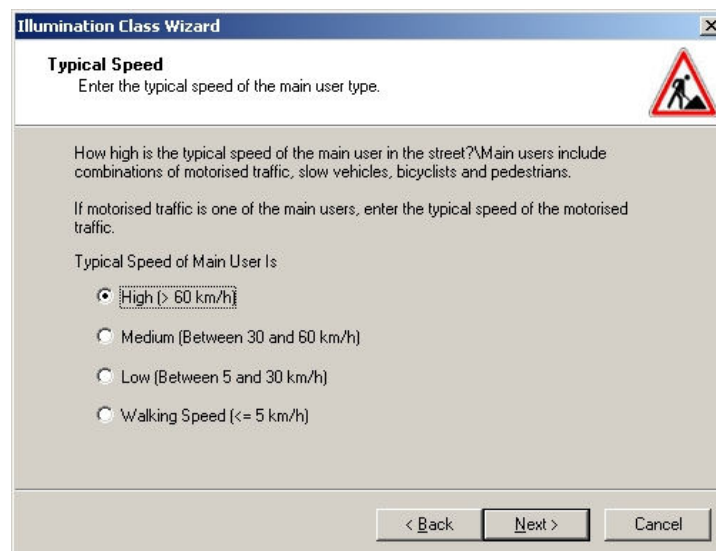 Illumination Class Wizard
Typical Speed
Enter the typical speed of the main user type.
How high is the typical speed of the main user in the street?\Main users include
combinations of motorised traffic, slow vehicles, bicyclists and pedestrians.
If motorised traffic is one of the main users, enter the typical speed of the motorised
traffic.
Typical Speed of Main User Is
High (> 60 km/h)
Medium (Between 30 and 60 km/h)
Low (Between 5 and 30 km/h)
Walking Speed (<= 5 km/h)
< Back Next > Cancel